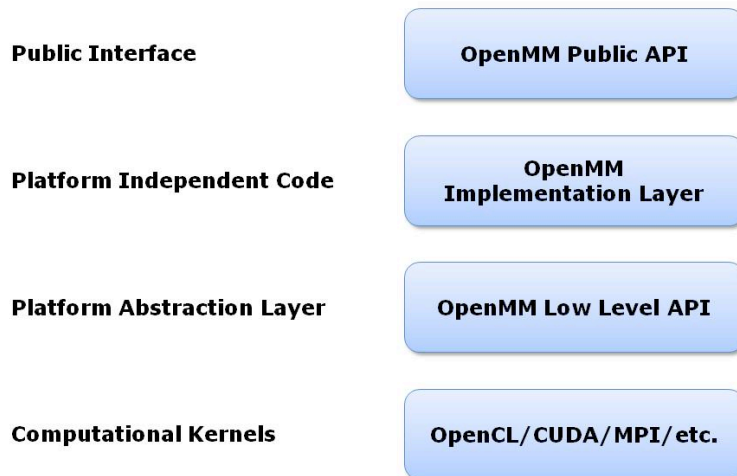 Public Interface
OpenMM Public API
Platform Independent Code
OpenMM
Implementation Layer
Platform Abstraction Layer
OpenMM Low Level API
Computational Kernels
OpenCL/CUDA/MPI/etc.